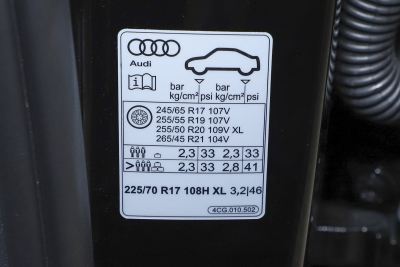 Audi
bar bar
kg/cm² psi kg/cm² psi
245/65 R17 107V
255/55 R19 107V
255/50 R20 109V XL
265/45 R21 104V
2,3 33 2,3 33
> 2,3 33 2,8 41
225/70 R17 108H XL 3,2|46
4CG.010.502